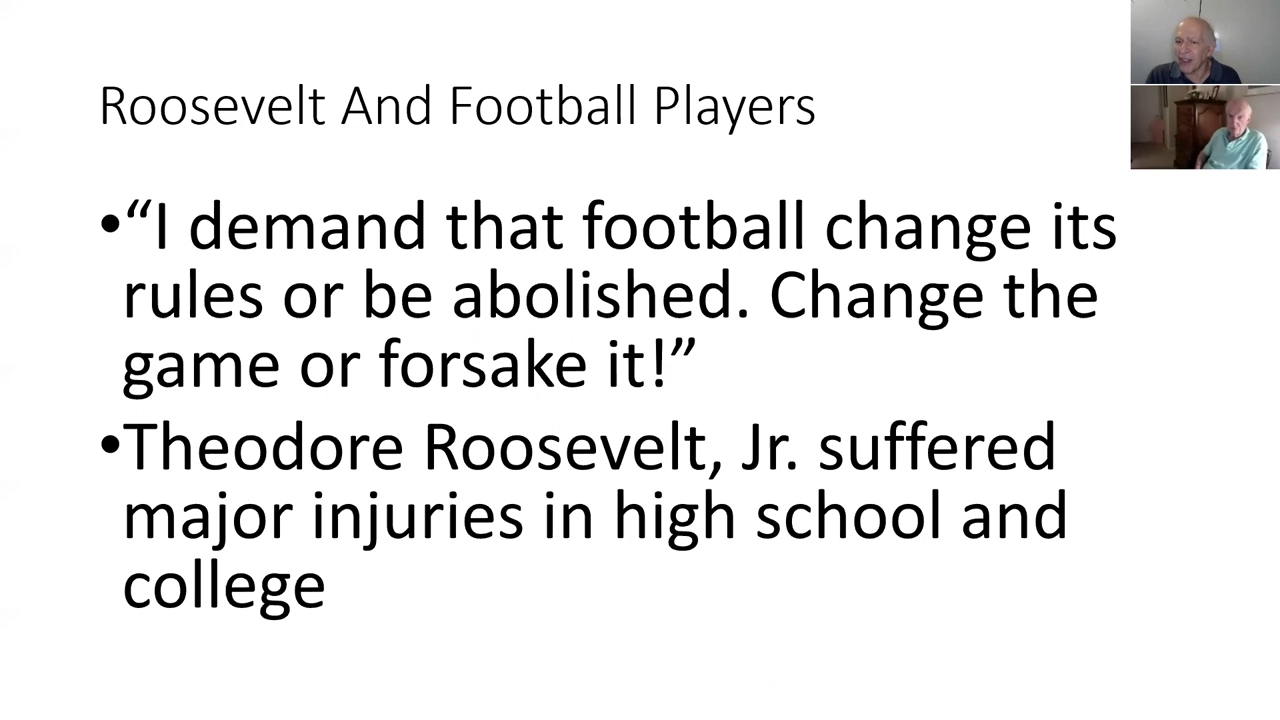 Roosevelt And Football Players
•“I demand that football change its
rules or be abolished. Change the
game or forsake it!”
•Theodore Roosevelt, Jr. suffered
major injuries in high school and
college